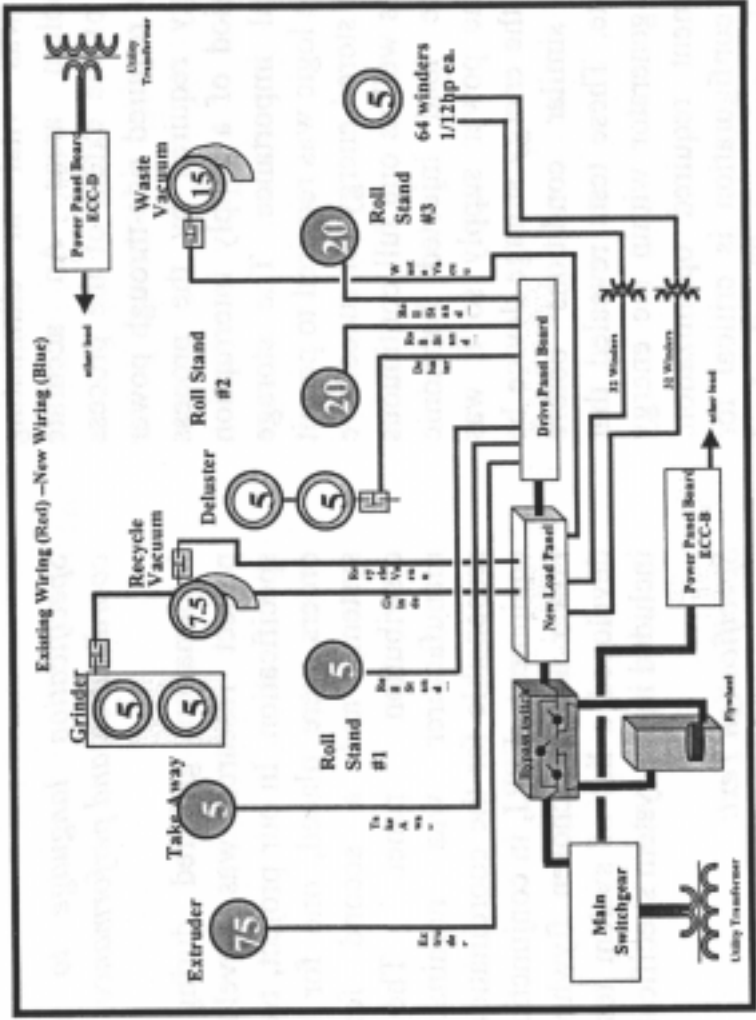 Existing Wiring (Red) –New Wiring (Blue)
Utility
Transformer
Power Panel Board
ECC-D
other load
Grinder
5
5
Recycle
Vacuum
7.5
Waste
Vacuum
15
Take Away
5
Extruder
75
Roll
Stand
#1
5
Deluster
5
5
Roll Stand
#2
20
Roll
Stand
#3
20
5
64 winders
1/12hp ea.
Drive Panel Board
New Load Panel
Bypass Switch
32 Winders
32 Winders
Main
Switchgear
Utility Transformer
Flywheel
Power Panel Board
ECC-B
other load